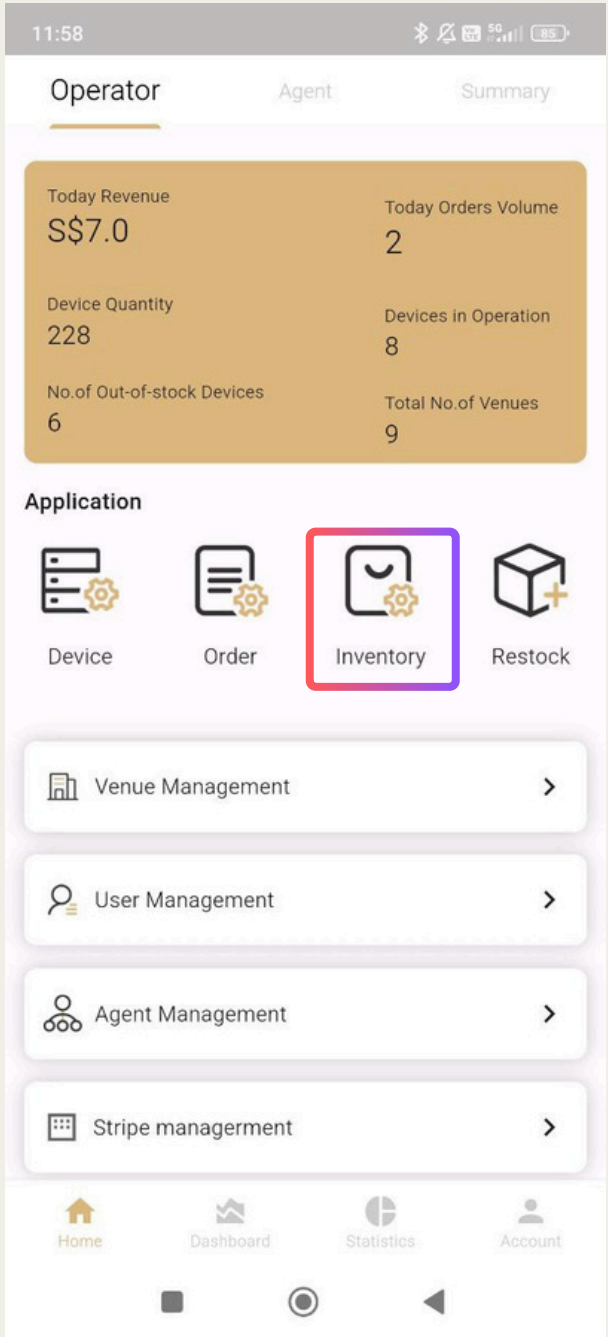 11:58
5G
85
Operator
Agent
Summary
Today Revenue
S$7.0
Today Orders Volume
2
Device Quantity
228
Devices in Operation
8
No.of Out-of-stock Devices
6
Total No.of Venues
9
Application
Device
Order
Inventory
Restock
Venue Management
User Management
Agent Management
Stripe managerment
Home
Dashboard
Statistics
Account